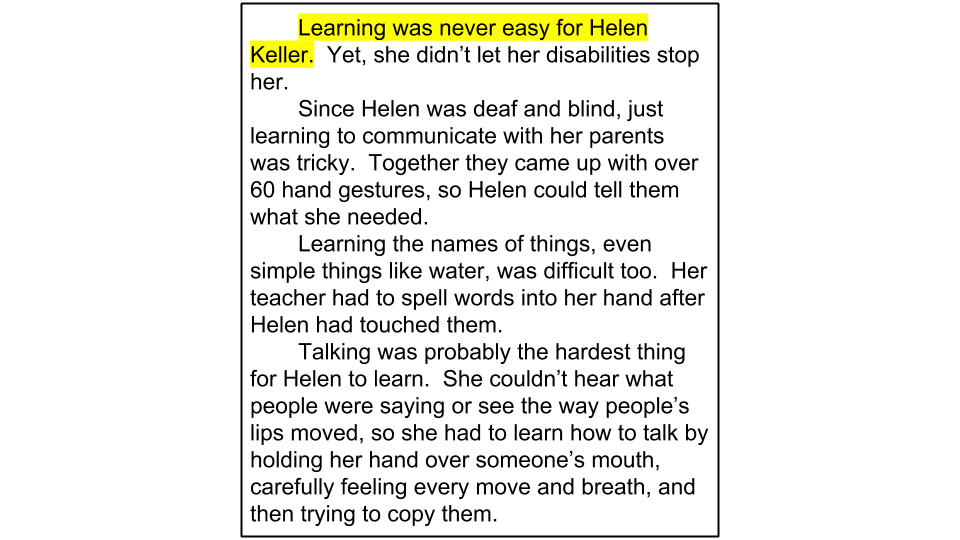 Learning was never easy for Helen
Keller.  Yet, she didn’t let her disabilities stop
her.
Since Helen was deaf and blind, just
learning to communicate with her parents
was tricky.  Together they came up with over
60 hand gestures, so Helen could tell them
what she needed.
Learning the names of things, even
simple things like water, was difficult too.  Her
teacher had to spell words into her hand after
Helen had touched them.
Talking was probably the hardest thing
for Helen to learn.  She couldn’t hear what
people were saying or see the way people’s
lips moved, so she had to learn how to talk by
holding her hand over someone’s mouth,
carefully feeling every move and breath, and
then trying to copy them.